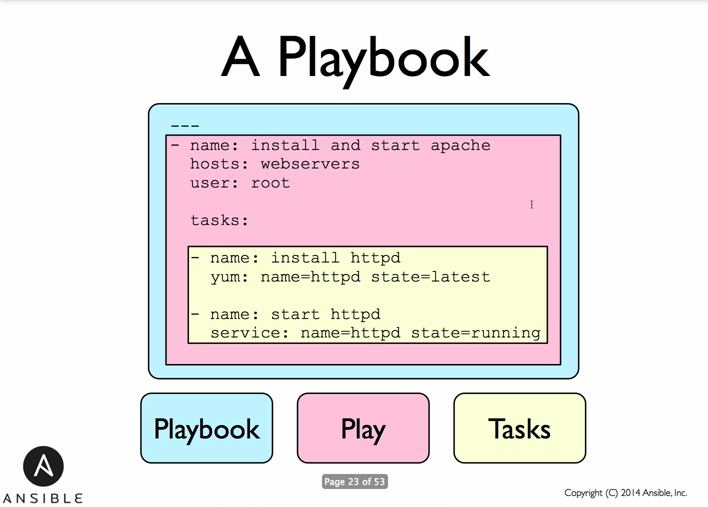 A Playbook
---
- name: install and start apache
  hosts: webservers
  user: root
  tasks:
  - name: install httpd
    yum: name=httpd state=latest
  - name: start httpd
    service: name=httpd state=running
Playbook
Play
Tasks
ANSIBLE
Page 23 of 53
Copyright (C) 2014 Ansible, Inc.